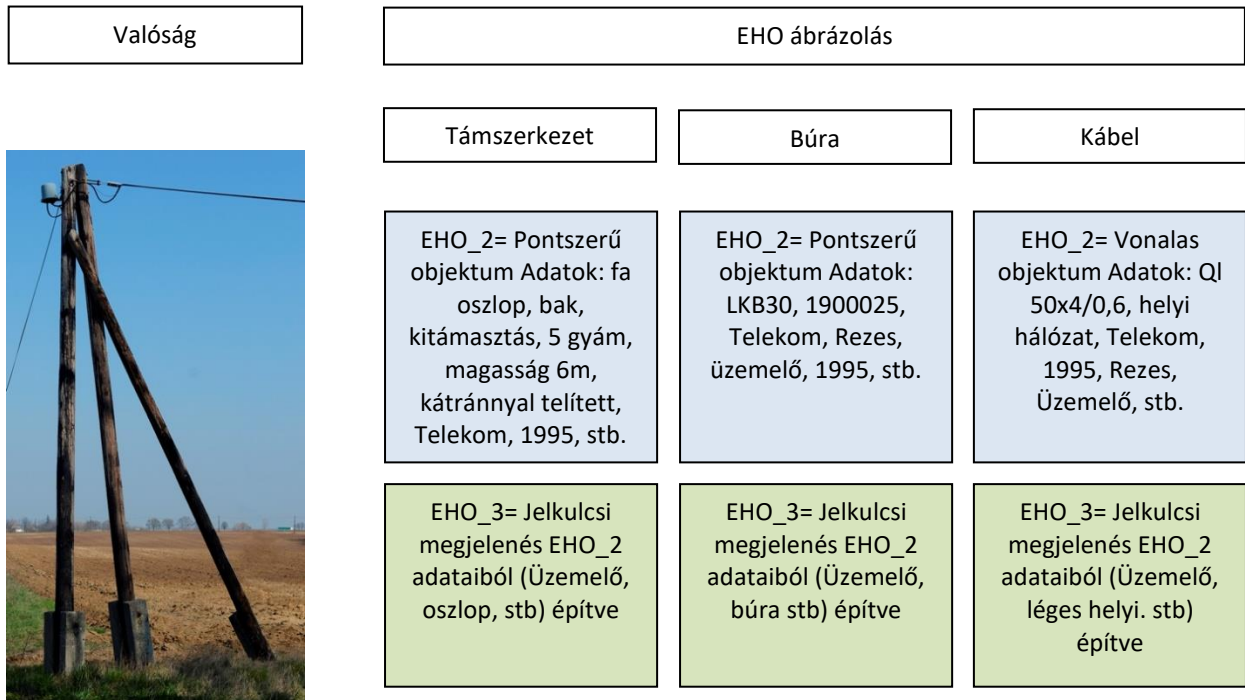 Valóság
EHO ábrázolás
Támszerkezet
Búra
Kábel
EHO_2= Pontszerű
objektum Adatok: fa
oszlop, bak,
kitámasztás, 5 gyám,
magasság 6m,
kátránnyal telített,
Telekom, 1995, stb.
EHO_2= Pontszerű
objektum Adatok:
LKB30, 1900025,
Telekom, Rezes,
üzemelő, 1995, stb.
EHO_2= Vonalas
objektum Adatok: Ql
50x4/0,6, helyi
hálózat, Telekom,
1995, Rezes,
Üzemelő, stb.
EHO_3= Jelkulcsi
megjelenés EHO_2
adataiból (Üzemelő,
oszlop, stb) építve
EHO_3= Jelkulcsi
megjelenés EHO_2
adataiból (Üzemelő,
búra stb) építve
EHO_3= Jelkulcsi
megjelenés EHO_2
adataiból (Üzemelő,
léges helyi. stb)
építve